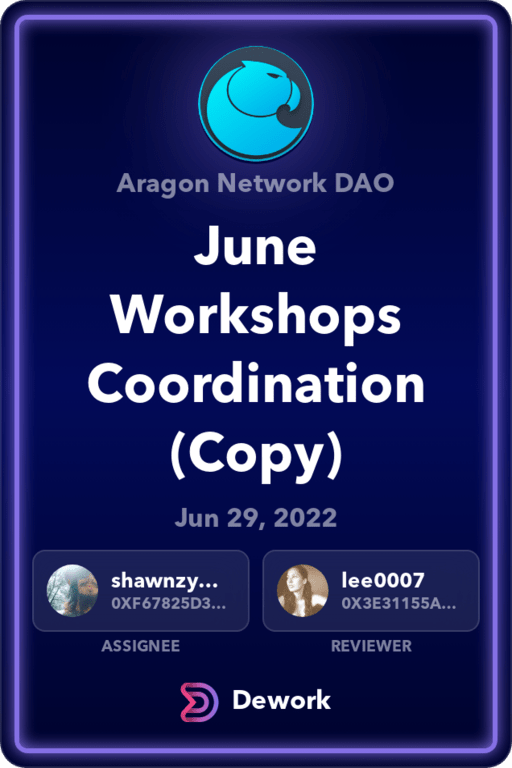 Aragon Network DAO
June
Workshops
Coordination
(Copy)
Jun 29, 2022
shawnzy...
0XF67825D3...
ASSIGNEE
lee0007
0X3E31155A...
REVIEWER
Dework